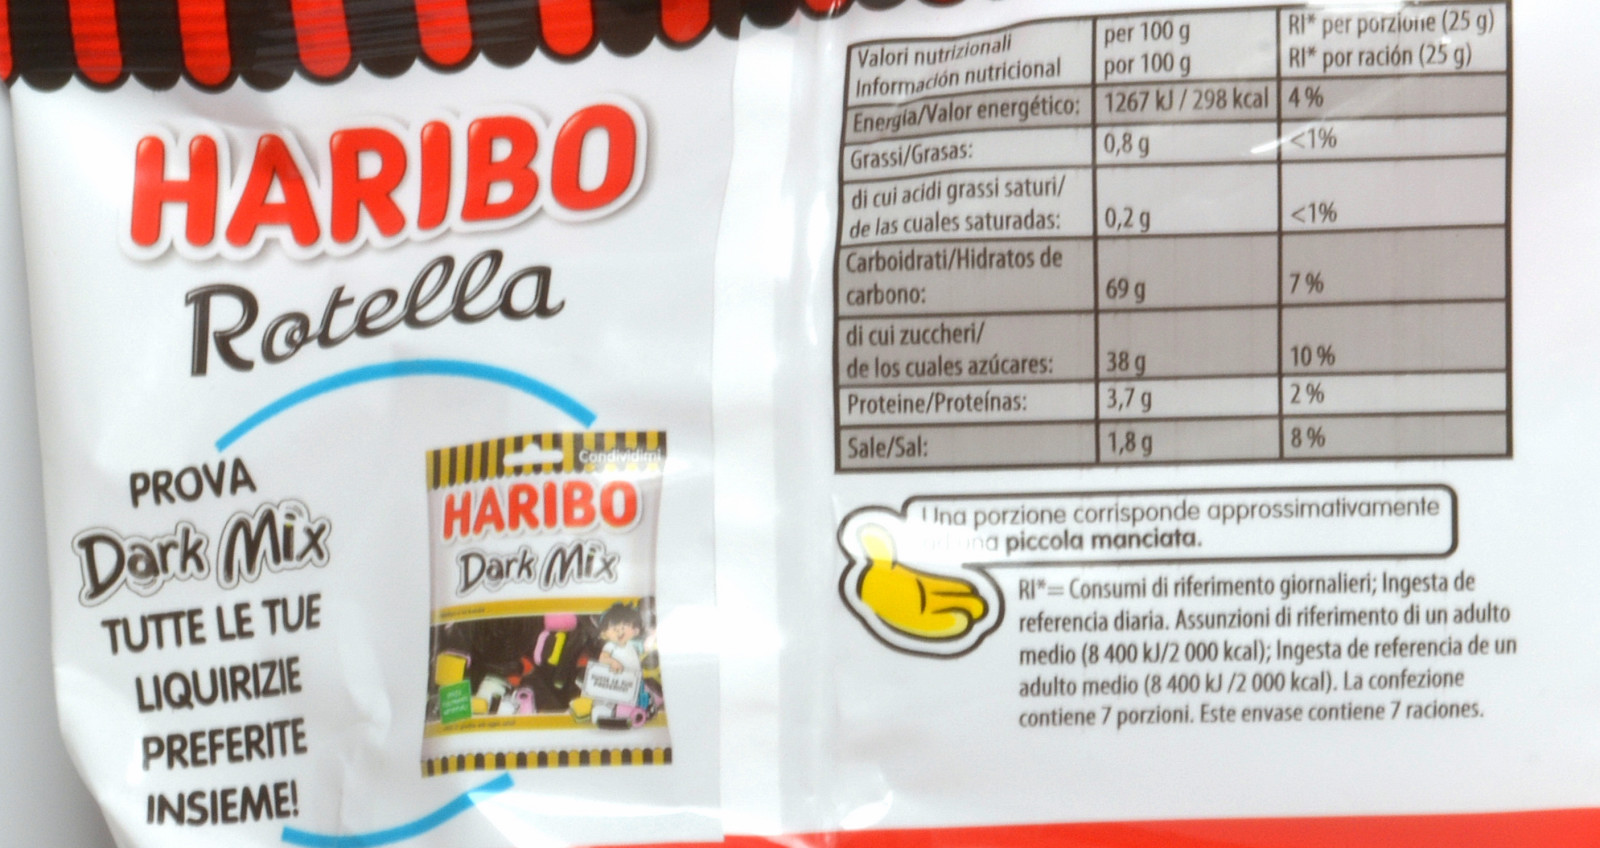 HARIBO
Rotella
PROVA
Dark Mix
TUTTE LE TUE
LIQUIRIZIE
PREFERITE
INSIEME!
Condividimi
HARIBO
Dark Mix
Valori nutrizionali
Información nutricional
per 100 g
por 100 g
RI* per porzione (25 g)
RI* por ración (25 g)
Energia/Valor energético: 1267 kJ / 298 kcal 4 %
Grassi/Grasas: 0,8 g <1%
di cui acidi grassi saturi/
de las cuales saturadas: 0,2 g <1%
Carboidrati/Hidratos de
carbono: 69 g 7 %
di cui zuccheri/
de los cuales azúcares: 38 g 10 %
Proteine/Proteínas: 3,7 g 2 %
Sale/Sal: 1,8 g 8 %
Una porzione corrisponde approssimativamente
piccola manciata.
RI*= Consumi di riferimento giornalieri; Ingesta de
referencia diaria. Assunzioni di riferimento di un adulto
medio (8 400 kJ/2 000 kcal); Ingesta de referencia de un
adulto medio (8 400 kJ /2 000 kcal). La confezione
contiene 7 porzioni. Este envase contiene 7 raciones.